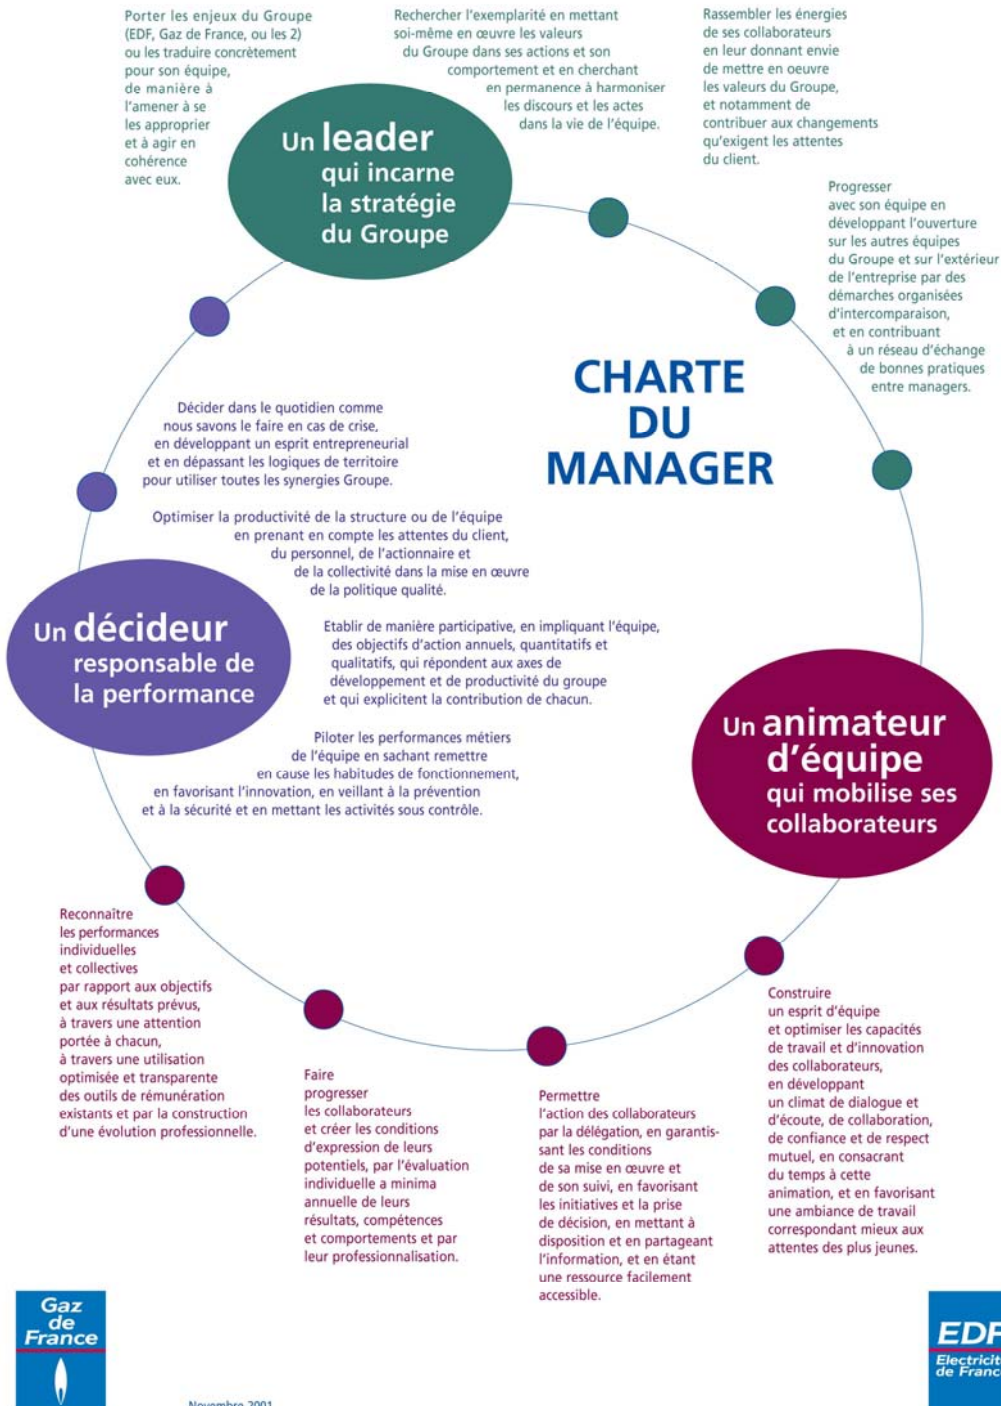 Porter les enjeux du Groupe
(EDF, Gaz de France, ou les 2)
ou les traduire concrètement
pour son équipe,
de manière à
l'amener à se
les approprier
et à agir en
cohérence
avec eux.
Rechercher l'exemplarité en mettant
soi-même en œuvre les valeurs
du Groupe dans ses actions et son
comportement et en cherchant
en permanence à harmoniser
les discours et les actes
dans la vie de l'équipe.
Rassembler les énergies
de ses collaborateurs
en leur donnant envie
de mettre en oeuvre
les valeurs du Groupe,
et notamment de
contribuer aux changements
qu'exigent les attentes
du client.
Un leader
qui incarne
la stratégie
du Groupe
Progresser
avec son équipe en
développant l'ouverture
sur les autres équipes
du Groupe et sur l'extérieur
de l'entreprise par des
démarches organisées
d'intercomparaison,
et en contribuant
à un réseau d'échange
de bonnes pratiques
entre managers.
CHARTE
DU
MANAGER
Décider dans le quotidien comme
nous savons le faire en cas de crise,
en développant un esprit entrepreneurial
et en dépassant les logiques de territoire
pour utiliser toutes les synergies Groupe.
Optimiser la productivité de la structure ou de l'équipe
en prenant en compte les attentes du client,
du personnel, de l'actionnaire et
de la collectivité dans la mise en œuvre
de la politique qualité.
Un décideur
responsable de
la performance
Etablir de manière participative, en impliquant l'équipe,
des objectifs d'action annuels, quantitatifs et
qualitatifs, qui répondent aux axes de
développement et de productivité du groupe
et qui explicitent la contribution de chacun.
Piloter les performances métiers
de l'équipe en sachant remettre
en cause les habitudes de fonctionnement,
en favorisant l'innovation, en veillant à la prévention
et à la sécurité et en mettant les activités sous contrôle.
Un animateur
d'équipe
qui mobilise ses
collaborateurs
Reconnaître
les performances
individuelles
et collectives
par rapport aux objectifs
et aux résultats prévus,
à travers une attention
portée à chacun,
à travers une utilisation
optimisée et transparente
des outils de rémunération
existants et par la construction
d'une évolution professionnelle.
Faire
progresser
les collaborateurs
et créer les conditions
d'expression de leurs
potentiels, par l'évaluation
individuelle a minima
annuelle de leurs
résultats, compétences
et comportements et par
leur professionnalisation.
Permettre
l'action des collaborateurs
par la délégation, en garantis-
sant les conditions
de sa mise en œuvre et
de son suivi, en favorisant
les initiatives et la prise
de décision, en mettant à
disposition et en partageant
l'information, et en étant
une ressource facilement
accessible.
Construire
un esprit d'équipe
et optimiser les capacités
de travail et d'innovation
des collaborateurs,
en développant
un climat de dialogue et
d'écoute, de collaboration,
de confiance et de respect
mutuel, en consacrant
du temps à cette
animation, et en favorisant
une ambiance de travail
correspondant mieux aux
attentes des plus jeunes.
Gaz
de
France
EDF
Electricité
de France
Novembre 2001